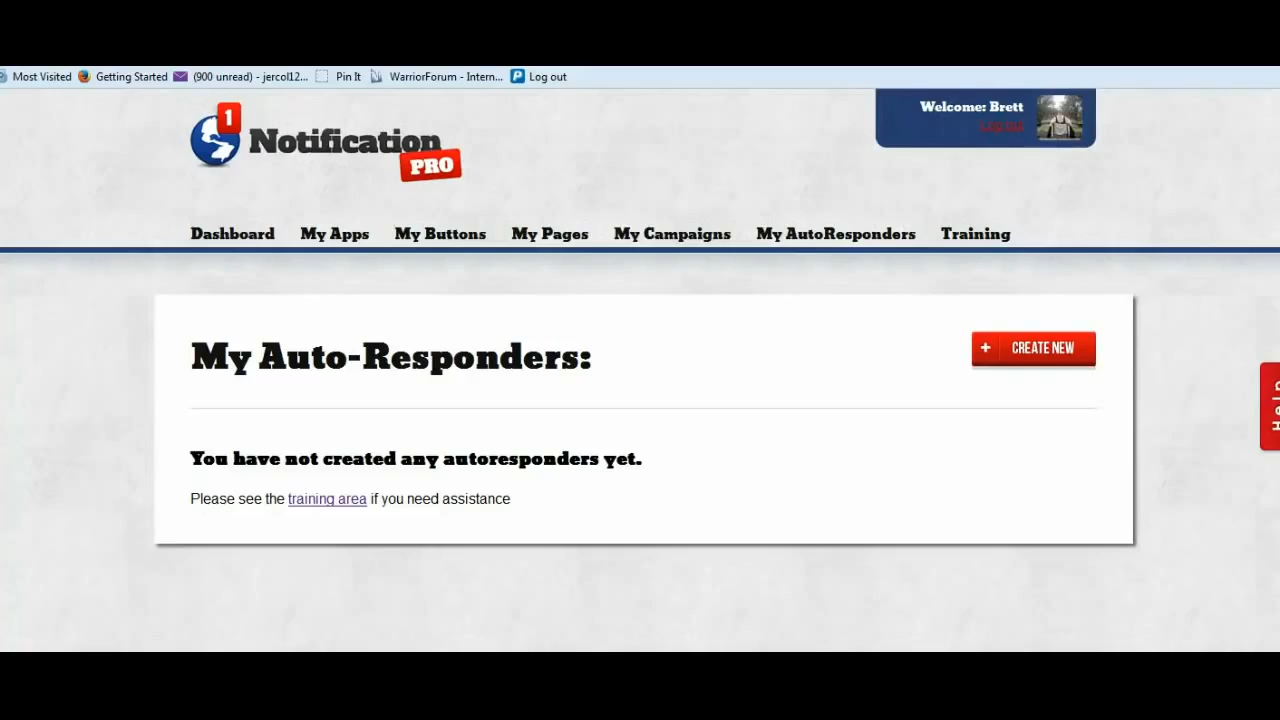 Most Visited Getting Started (900 unread) - jercol12... Pin It WarriorForum - Intern... P Log out
Welcome: Brett
Log out
1
Notification
PRO
Dashboard My Apps My Buttons My Pages My Campaigns My AutoResponders Training
My Auto-Responders:
+ CREATE NEW
Help
You have not created any autoresponders yet.
Please see the training area if you need assistance